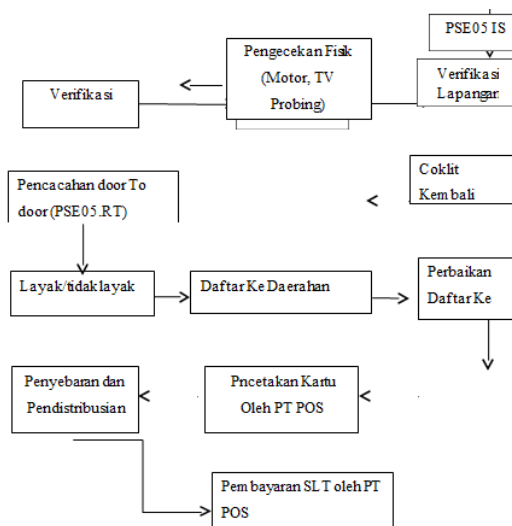 PSE05 IS
Pengecekan Fisik
(Motor, TV
Probing)
Verifikasi
Lapangan
Verifikasi
Coklit
Kembali
Pencacahan door To
door (PSE05.RT)
Layak/tidak layak
Daftar Ke Daerahan
Perbaikan
Daftar Ke
Penyebaran dan
Pendistribusian
Pncetakan Kartu
Oleh PT POS
Pembayaran SLT oleh PT
POS